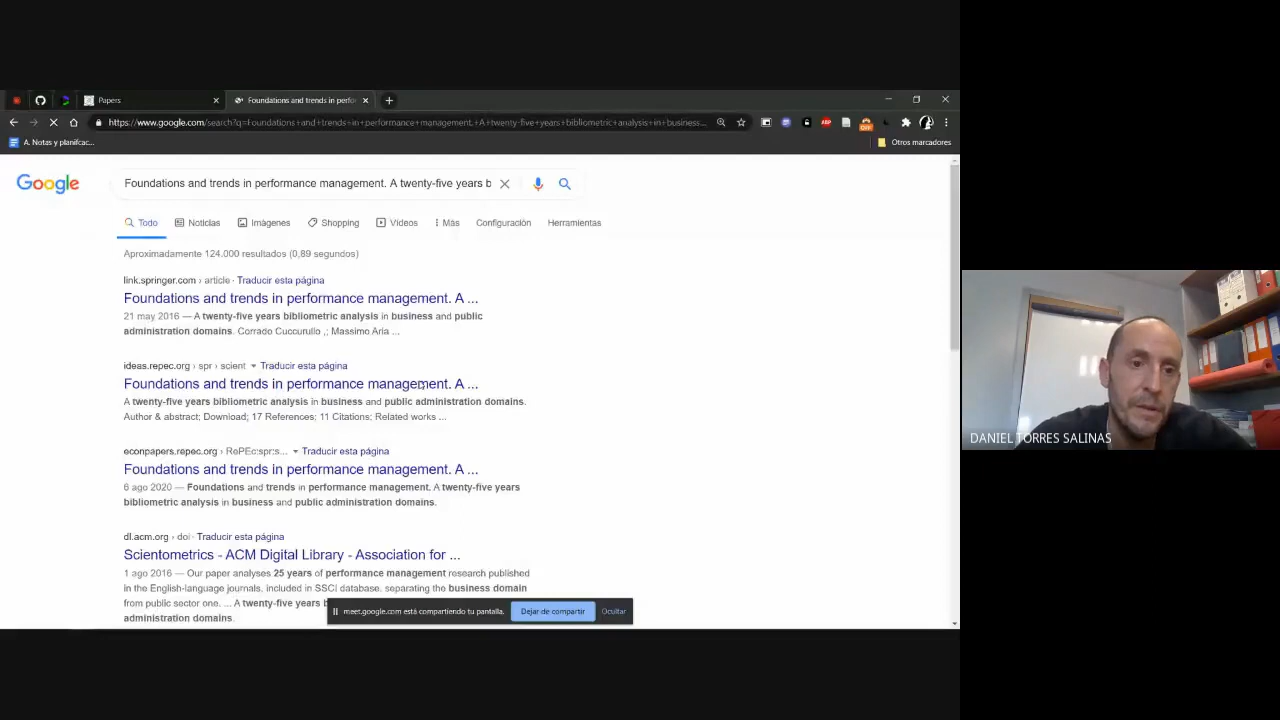 Papers
Foundations and trends in perfo
https://www.google.com/search?q=Foundations+and+trends+in+performance+management.+A+twenty-five+years+bibliometric+analysis+in+business...
A. Notas y planifcac...
Otros marcadores
Google
Foundations and trends in performance management. A twenty-five years b
Todo
Noticias
Imágenes
Shopping
Vídeos
Más
Configuración
Herramientas
Aproximadamente 124.000 resultados (0,89 segundos)
link.springer.com › article · Traducir esta página
Foundations and trends in performance management. A ...
21 may 2016 — A twenty-five years bibliometric analysis in business and public
administration domains. Corrado Cuccurullo ,; Massimo Aria ...
ideas.repec.org › spr › scient Traducir esta página
Foundations and trends in performance management. A ...
A twenty-five years bibliometric analysis in business and public administration domains.
Author & abstract; Download; 17 References: 11 Citations; Related works ...
econpapers.repec.org › RePEc:spr:s... Traducir esta página
Foundations and trends in performance management. A ...
6 ago 2020 — Foundations and trends in performance management. A twenty-five years
bibliometric analysis in business and public administration domains.
dl.acm.org › doi · Traducir esta página
Scientometrics - ACM Digital Library - Association for ...
1 ago 2016 — Our paper analyses 25 years of performance management research published
in the English-language journals, included in SSCI database, separating the business domain
from public sector one. ... A twenty-five years b
administration domains.
meet.google.com está compartiendo tu pantalla.
Dejar de compartir
Ocultar
DANIEL TORRES SALINAS